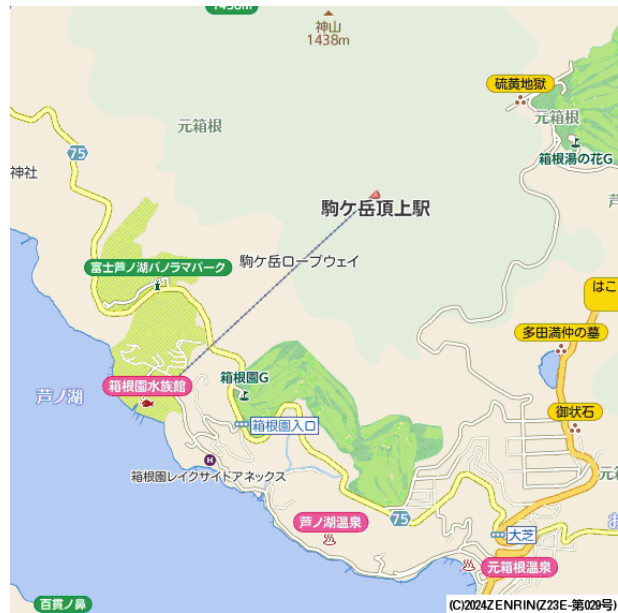 神山
1438m
硫黄地獄
元箱根
元箱根
75
箱根湯の花G
神社
駒ケ岳頂上駅
駒ケ岳ロープウェイ
富士芦ノ湖パノラマパーク
はこ
多田満仲の墓
箱根園G
箱根園水族館
芦ノ湖
御状石
箱根園入口
箱根園レイクサイドアネックス
H
元箱
芦ノ湖温泉
75
お
大芝
元箱根温泉
百貫ノ鼻
(C)2024ZENRIN(Z23E-第029号)